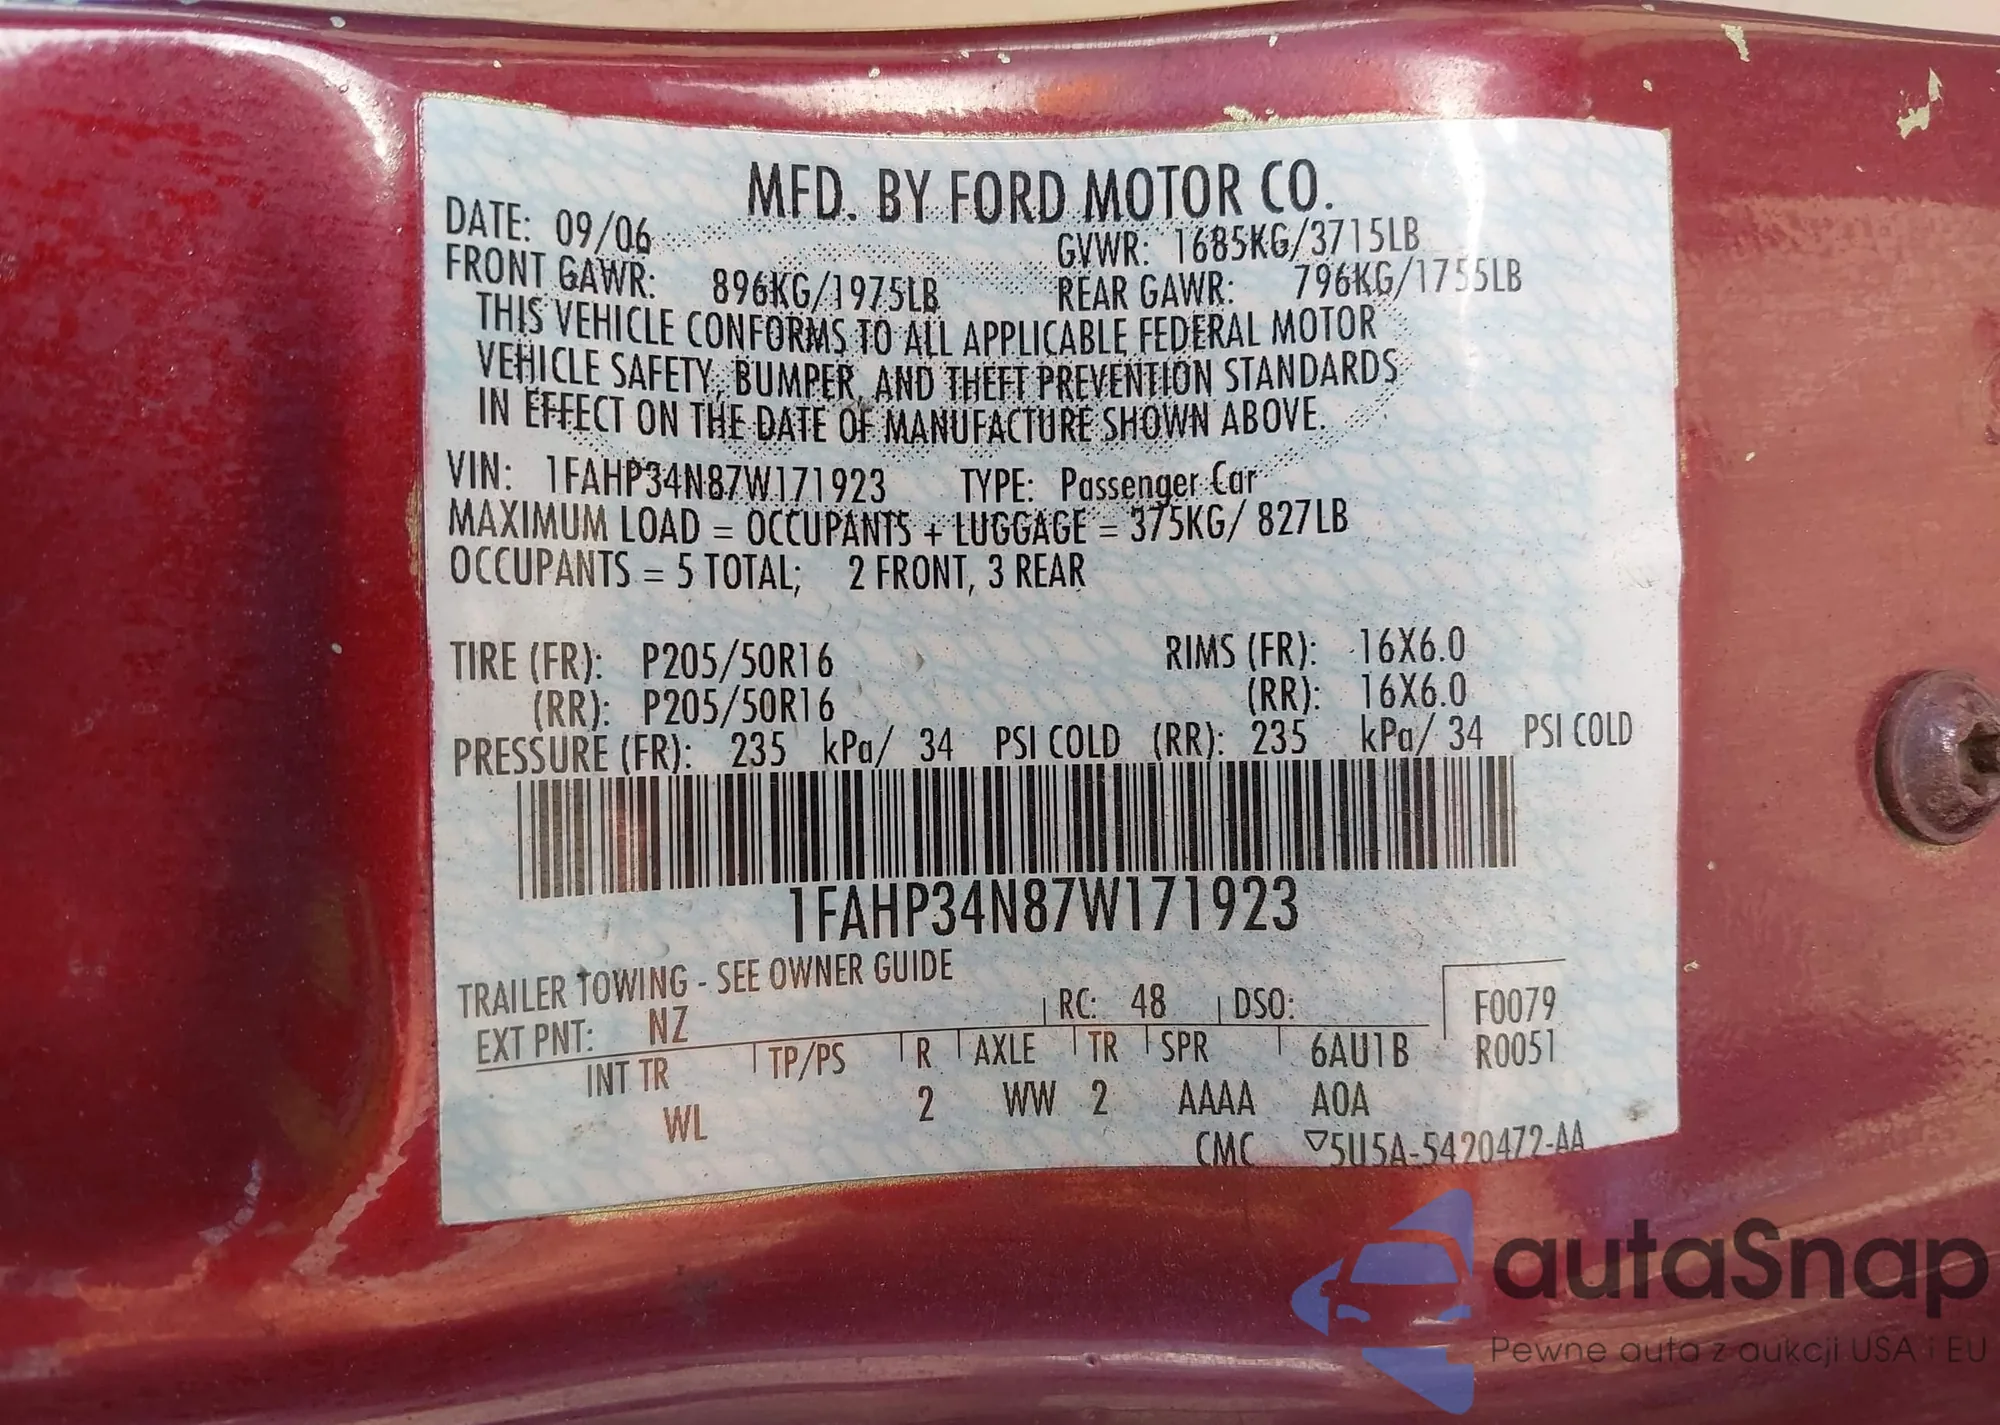 MFD. BY FORD MOTOR CO.
DATE: 09/06 GVWR: 1685KG/3715LB
FRONT GAWR: 896KG/1975LB REAR GAWR: 796KG/1755LB
THIS VEHICLE CONFORMS TO ALL APPLICABLE FEDERAL MOTOR
VEHICLE SAFETY, BUMPER, AND THEFT PREVENTION STANDARDS
IN EFFECT ON THE DATE OF MANUFACTURE SHOWN ABOVE.
VIN: 1FAHP34N87W171923 TYPE: Passenger Car
MAXIMUM LOAD = OCCUPANTS + LUGGAGE = 375KG/ 827LB
OCCUPANTS = 5 TOTAL; 2 FRONT, 3 REAR
TIRE (FR): P205/50R16 RIMS (FR): 16X6.0
(RR): P205/50R16 (RR): 16X6.0
PRESSURE (FR): 235 kPa/ 34 PSI COLD (RR): 235 kPa/ 34 PSI COLD
1FAHP34N87W171923
TRAILER TOWING - SEE OWNER GUIDE
EXT PNT: NZ RC: 48 DSO: F0079
INT TR TP/PS R AXLE TR SPR 6AU1B R0051
WL 2 WW 2 AAAA A0A
CMC ▽5U5A-5420472-AA
autaSnap
Pewne auta z aukcji USA i EU